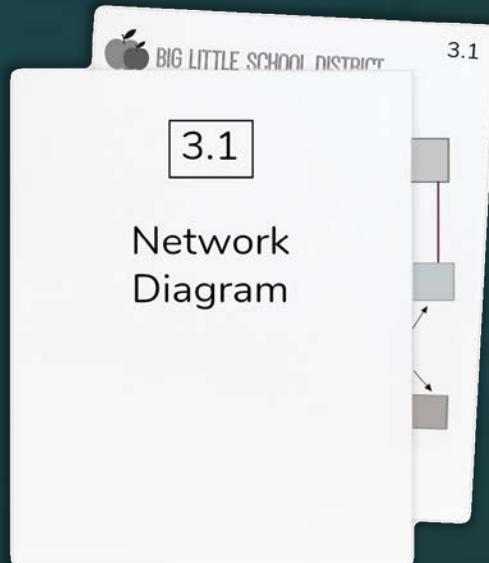 BIG LITTLE SCHOOL DISTRICT
3.1
3.1
Network
Diagram